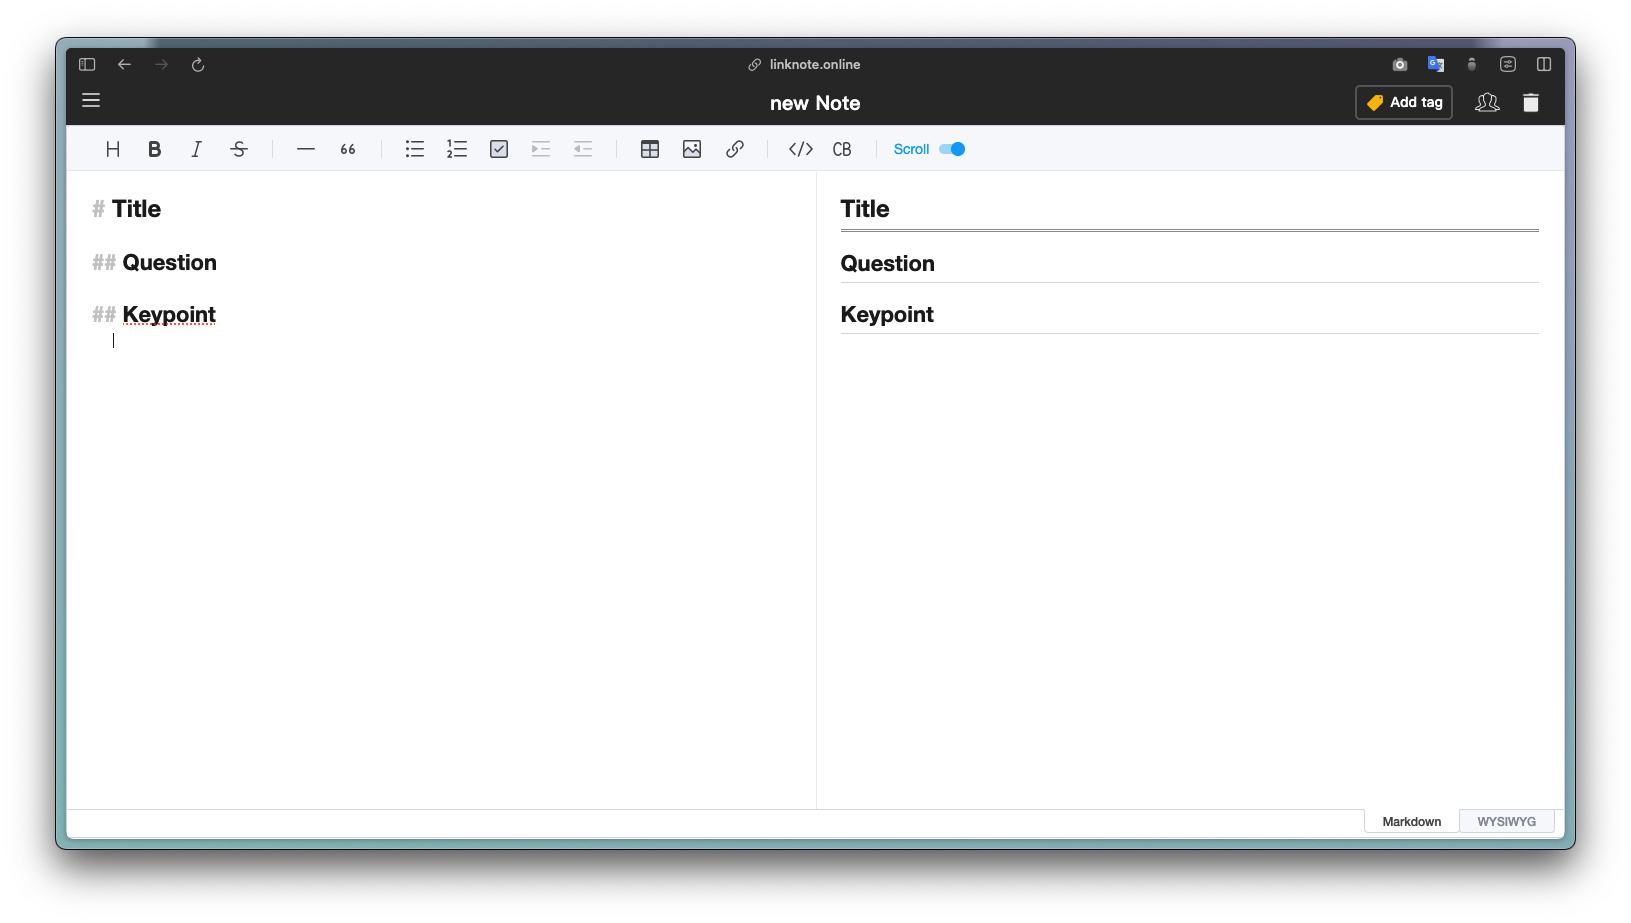 linknote.online
new Note
Add tag
H B I S 66 </> CB Scroll
# Title
## Question
## Keypoint
Title
Question
Keypoint
Markdown WYSIWYG